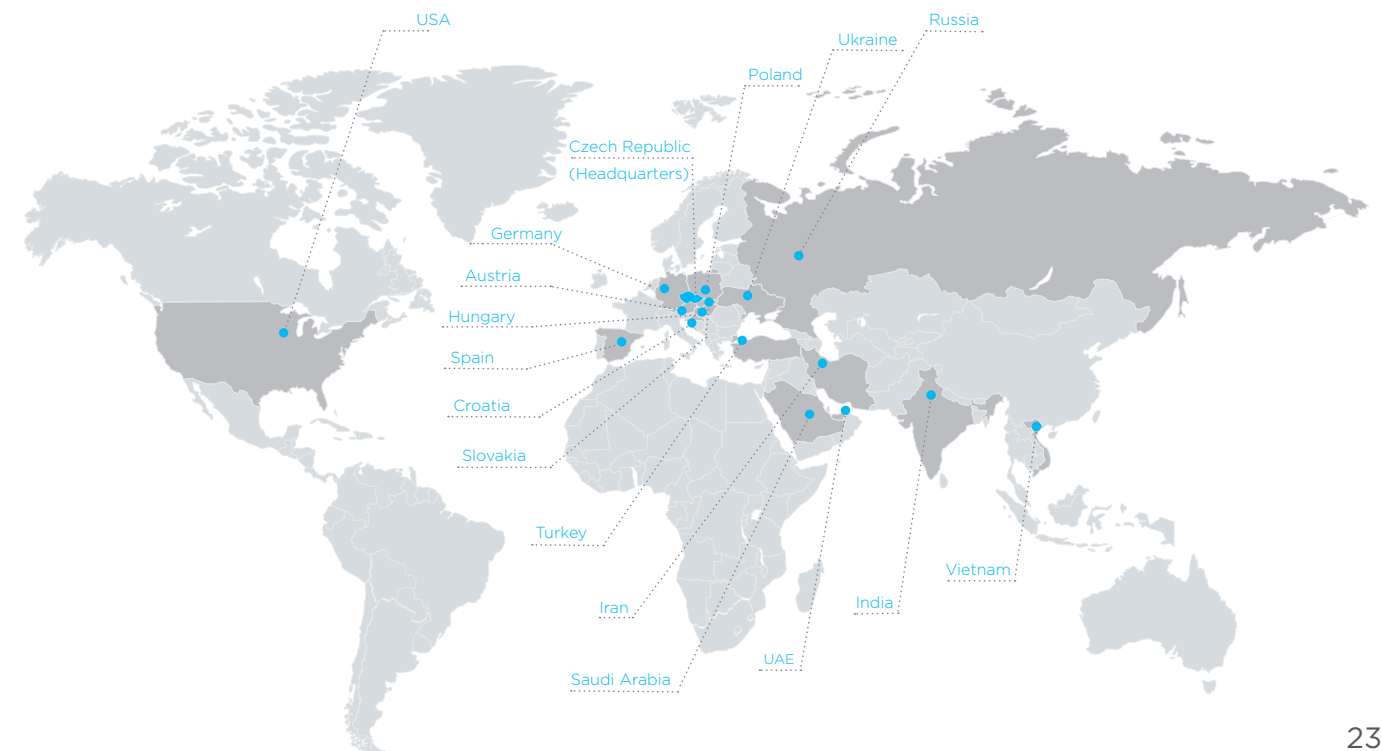 USA
Russia
Ukraine
Poland
Czech Republic
(Headquarters)
Germany
Austria
Hungary
Spain
Croatia
Slovakia
Turkey
Vietnam
India
Iran
UAE
Saudi Arabia
23